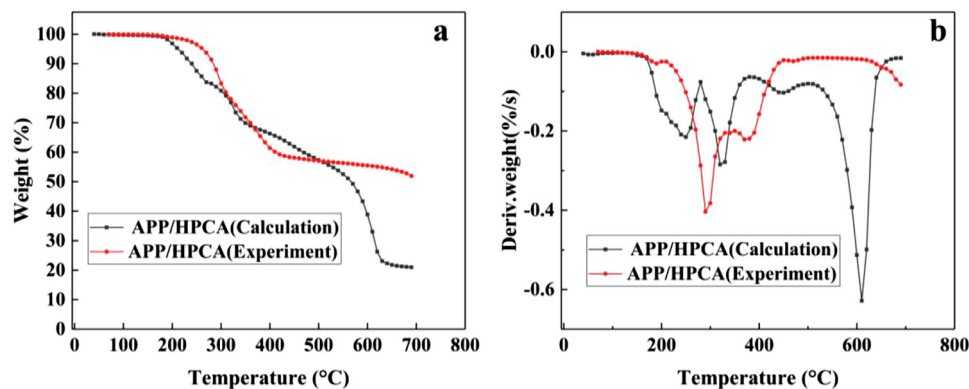 a
100
90
80
70
60
50
40
30
20
10
0
Weight (%)
APP/HPCA(Calculation)
APP/HPCA(Experiment)
0 100 200 300 400 500 600 700 800
Temperature (°C)
b
0.0
-0.2
-0.4
-0.6
Deriv.weight(%/s)
APP/HPCA(Calculation)
APP/HPCA(Experiment)
0 200 400 600 800
Temperature (°C)